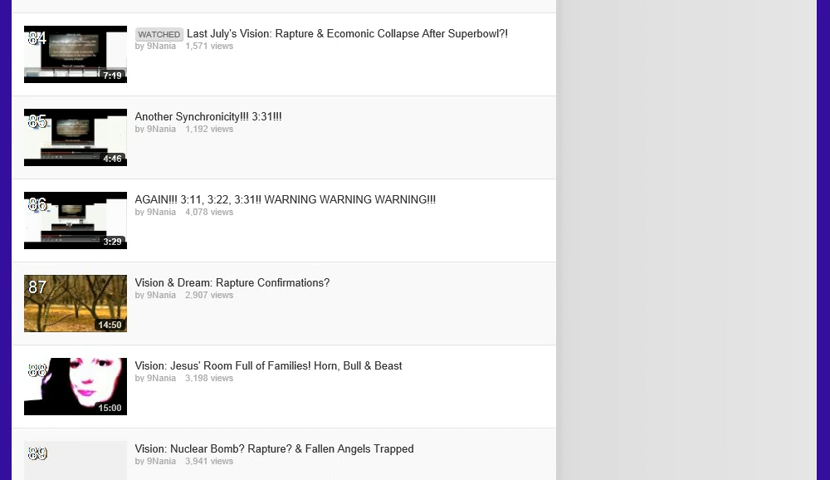 84
WATCHED Last July's Vision: Rapture & Ecomonic Collapse After Superbowl?!
by 9Nania 1,571 views
7:19
85
Another Synchronicity!!! 3:31!!!
by 9Nania 1,192 views
4:46
86
AGAIN!!! 3:11, 3:22, 3:31!! WARNING WARNING WARNING!!!
by 9Nania 4,078 views
3:29
87
Vision & Dream: Rapture Confirmations?
by 9Nania 2,907 views
14:50
88
Vision: Jesus' Room Full of Families! Horn, Bull & Beast
by 9Nania 3,198 views
15:00
89
Vision: Nuclear Bomb? Rapture? & Fallen Angels Trapped
by 9Nania 3,941 views